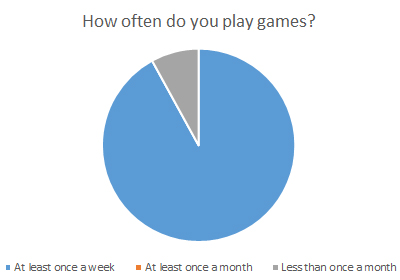 How often do you play games?
At least once a week At least once a month Less than once a month